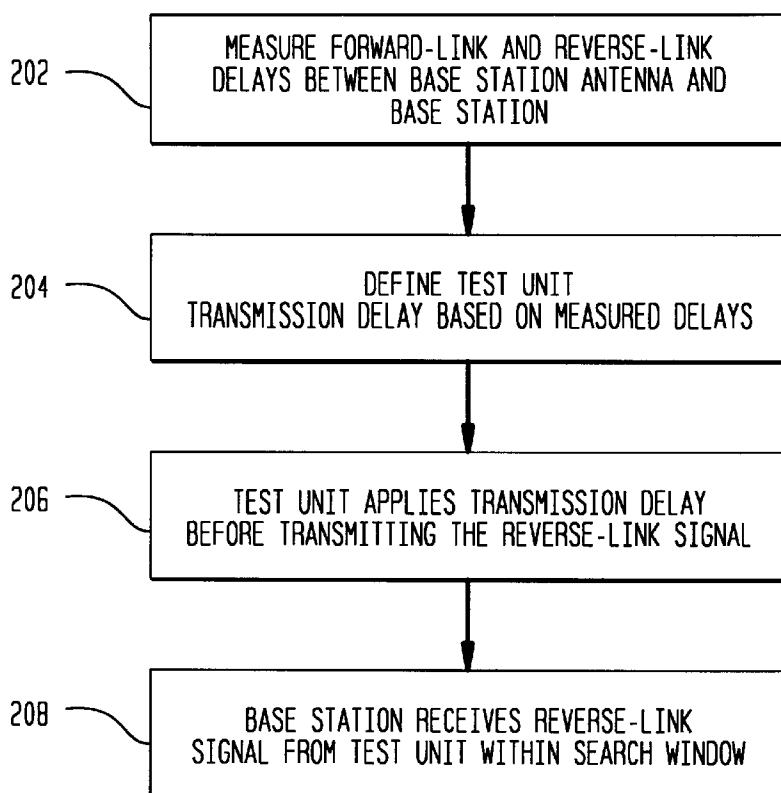 202
MEASURE FORWARD-LINK AND REVERSE-LINK
DELAYS BETWEEN BASE STATION ANTENNA AND
BASE STATION
204
DEFINE TEST UNIT
TRANSMISSION DELAY BASED ON MEASURED DELAYS
206
TEST UNIT APPLIES TRANSMISSION DELAY
BEFORE TRANSMITTING THE REVERSE-LINK SIGNAL
208
BASE STATION RECEIVES REVERSE-LINK
SIGNAL FROM TEST UNIT WITHIN SEARCH WINDOW